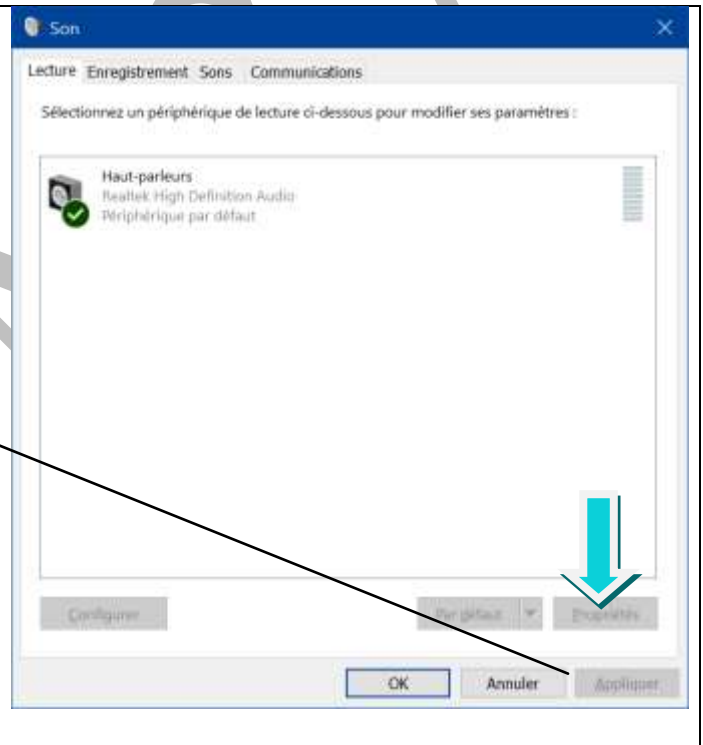 Son
Lecture Enregistrement Sons Communications
Sélectionnez un périphérique de lecture ci-dessous pour modifier ses paramètres :
Haut-parleurs
Realtek High Definition Audio
Périphérique par défaut
Configurer Par défaut Propriétés
OK Annuler Appliquer